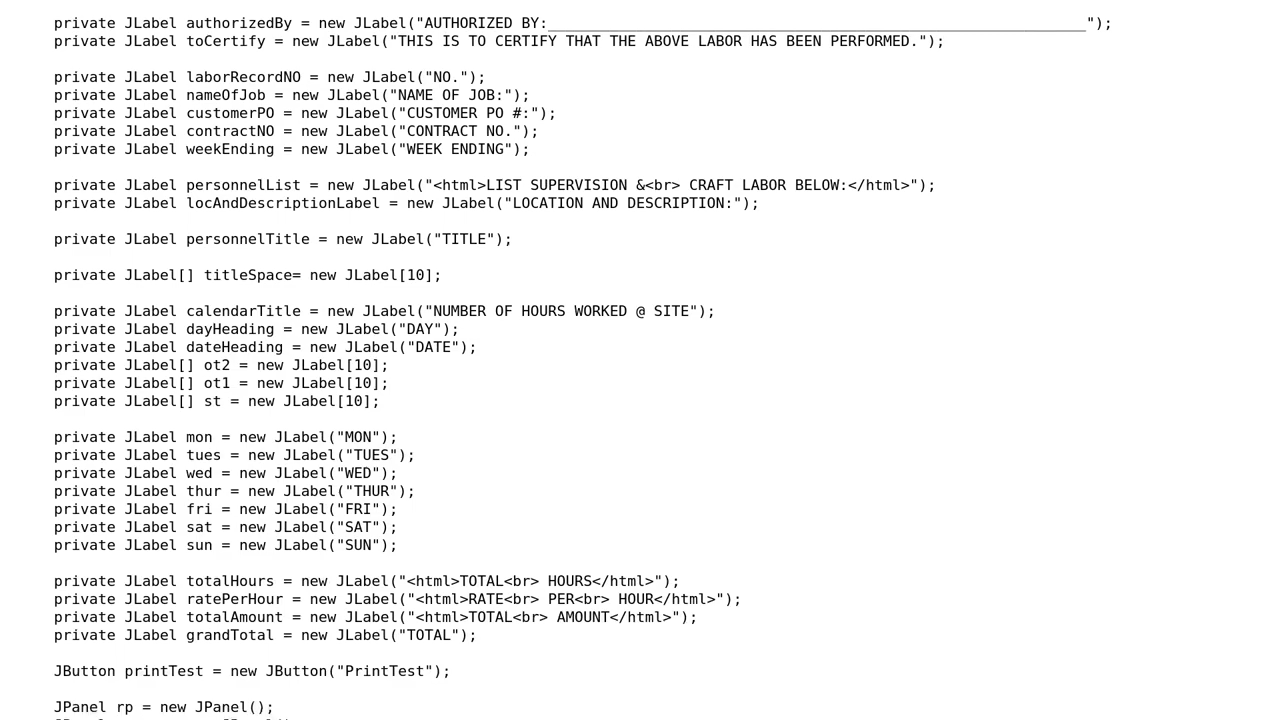 private JLabel authorizedBy = new JLabel("AUTHORIZED BY:_____________________________________________________________");
private JLabel toCertify = new JLabel("THIS IS TO CERTIFY THAT THE ABOVE LABOR HAS BEEN PERFORMED.");
private JLabel laborRecordNO = new JLabel("NO.");
private JLabel nameOfJob = new JLabel("NAME OF JOB:");
private JLabel customerPO = new JLabel("CUSTOMER PO #:");
private JLabel contractNO = new JLabel("CONTRACT NO.");
private JLabel weekEnding = new JLabel("WEEK ENDING");
private JLabel personnelList = new JLabel("<html>LIST SUPERVISION &<br> CRAFT LABOR BELOW:</html>");
private JLabel locAndDescriptionLabel = new JLabel("LOCATION AND DESCRIPTION:");
private JLabel personnelTitle = new JLabel("TITLE");
private JLabel[] titleSpace= new JLabel[10];
private JLabel calendarTitle = new JLabel("NUMBER OF HOURS WORKED @ SITE");
private JLabel dayHeading = new JLabel("DAY");
private JLabel dateHeading = new JLabel("DATE");
private JLabel[] ot2 = new JLabel[10];
private JLabel[] ot1 = new JLabel[10];
private JLabel[] st = new JLabel[10];
private JLabel mon = new JLabel("MON");
private JLabel tues = new JLabel("TUES");
private JLabel wed = new JLabel("WED");
private JLabel thur = new JLabel("THUR");
private JLabel fri = new JLabel("FRI");
private JLabel sat = new JLabel("SAT");
private JLabel sun = new JLabel("SUN");
private JLabel totalHours = new JLabel("<html>TOTAL<br> HOURS</html>");
private JLabel ratePerHour = new JLabel("<html>RATE<br> PER<br> HOUR</html>");
private JLabel totalAmount = new JLabel("<html>TOTAL<br> AMOUNT</html>");
private JLabel grandTotal = new JLabel("TOTAL");
JButton printTest = new JButton("PrintTest");
JPanel rp = new JPanel();